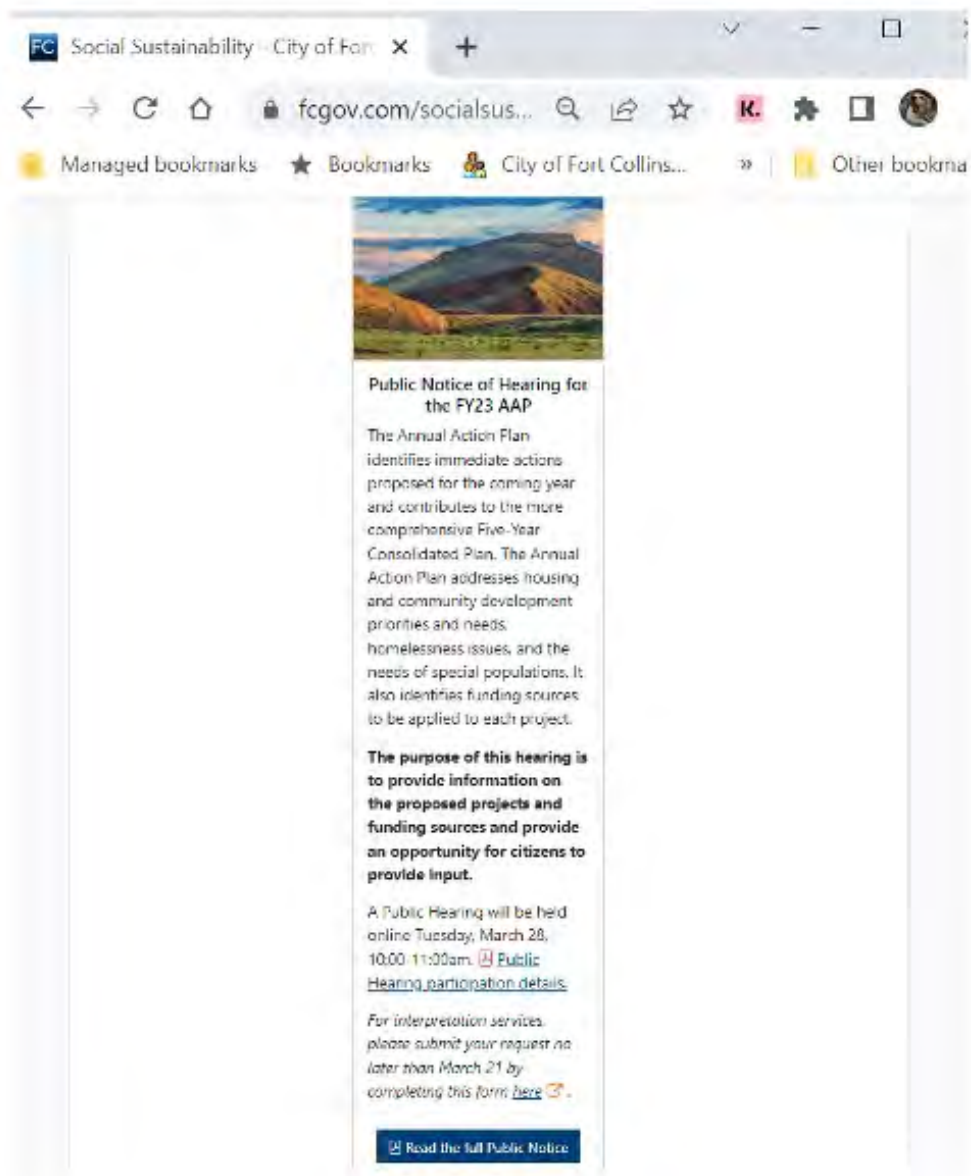 FC Social Sustainability - City of For
fcgov.com/socialsus...
K.
Managed bookmarks
Bookmarks
City of Fort Collins...
»
Other bookma
Public Notice of Hearing for
the FY23 AAP
The Annual Action Plan
identifies immediate actions
proposed for the coming year
and contributes to the more
comprehensive Five-Year
Consolidated Plan. The Annual
Action Plan addresses housing
and community development
priorities and needs,
homelessness issues, and the
needs of special populations. It
also identifies funding sources
to be applied to each project.
The purpose of this hearing is
to provide information on
the proposed projects and
funding sources and provide
an opportunity for citizens to
provide input.
A Public Hearing will be held
online Tuesday, March 28,
10:00-11:00am. Public
Hearing participation details.
For interpretation services,
please submit your request no
later than March 21 by
completing this form here .
Read the full Public Notice